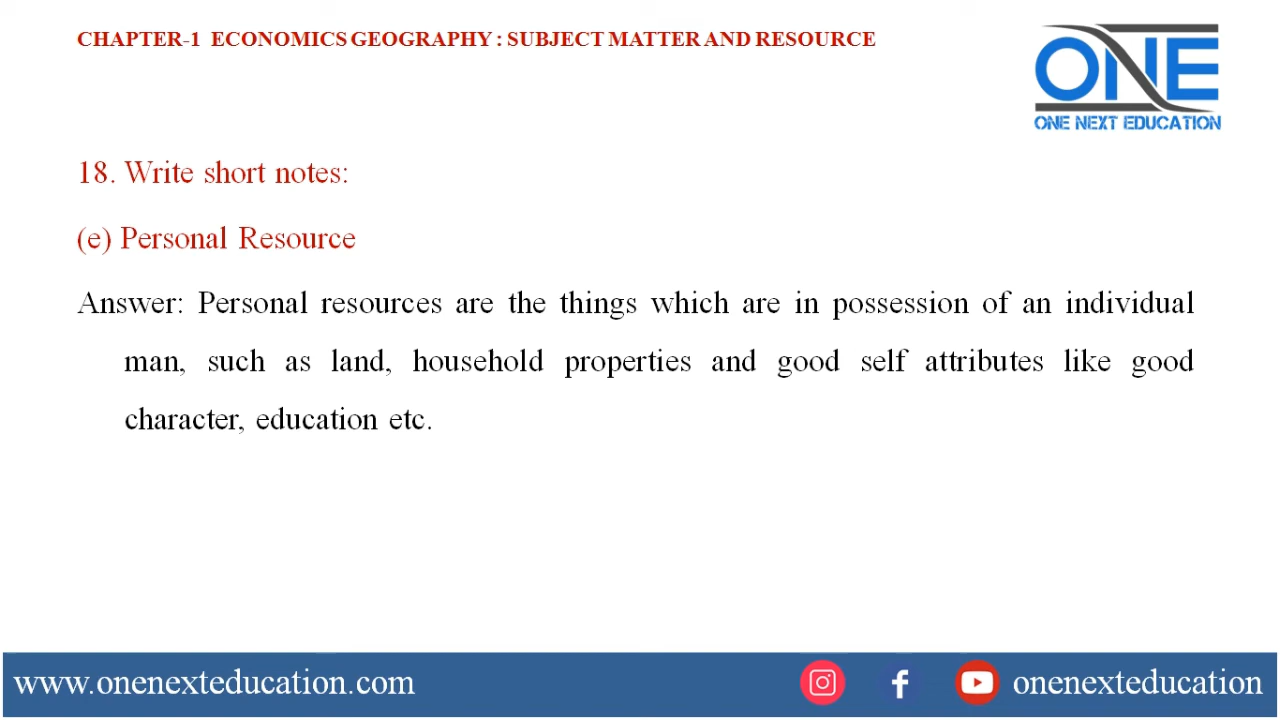 CHAPTER-1 ECONOMICS GEOGRAPHY : SUBJECT MATTER AND RESOURCE
ONE
ONE NEXT EDUCATION
18. Write short notes:
(e) Personal Resource
Answer: Personal resources are the things which are in possession of an individual
man, such as land, household properties and good self attributes like good
character, education etc.
www.onenexteducation.com
onenexteducation